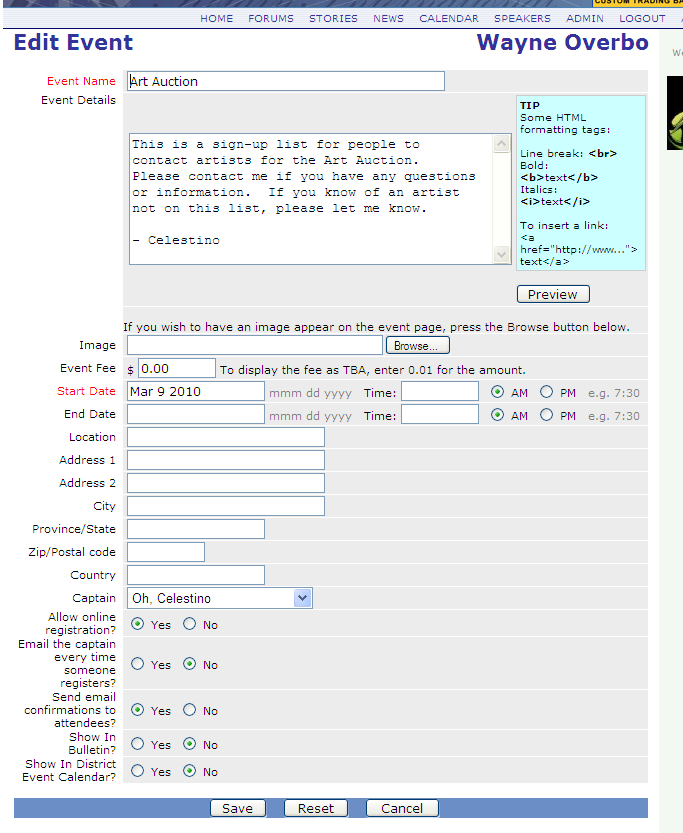 CUSTOM TRADING BA
HOME FORUMS STORIES NEWS CALENDAR SPEAKERS ADMIN LOGOUT
Edit Event Wayne Overbo
We
Event Name Art Auction
Event Details
This is a sign-up list for people to
contact artists for the Art Auction.
Please contact me if you have any questions
or information. If you know of an artist
not on this list, please let me know.
- Celestino
TIP
Some HTML
formatting tags:
Line break: <br>
Bold:
<b>text</b>
Italics:
<i>text</i>
To insert a link:
<a
href="http://www...">
text</a>
Preview
If you wish to have an image appear on the event page, press the Browse button below.
Image Browse...
Event Fee $ 0.00 To display the fee as TBA, enter 0.01 for the amount.
Start Date Mar 9 2010 mmm dd yyyy Time: AM PM e.g. 7:30
End Date mmm dd yyyy Time: AM PM e.g. 7:30
Location
Address 1
Address 2
City
Province/State
Zip/Postal code
Country
Captain Oh, Celestino
Allow online
registration? Yes No
Email the captain
every time
someone
registers? Yes No
Send email
confirmations to
attendees? Yes No
Show In
Bulletin? Yes No
Show In District
Event Calendar? Yes No
Save Reset Cancel